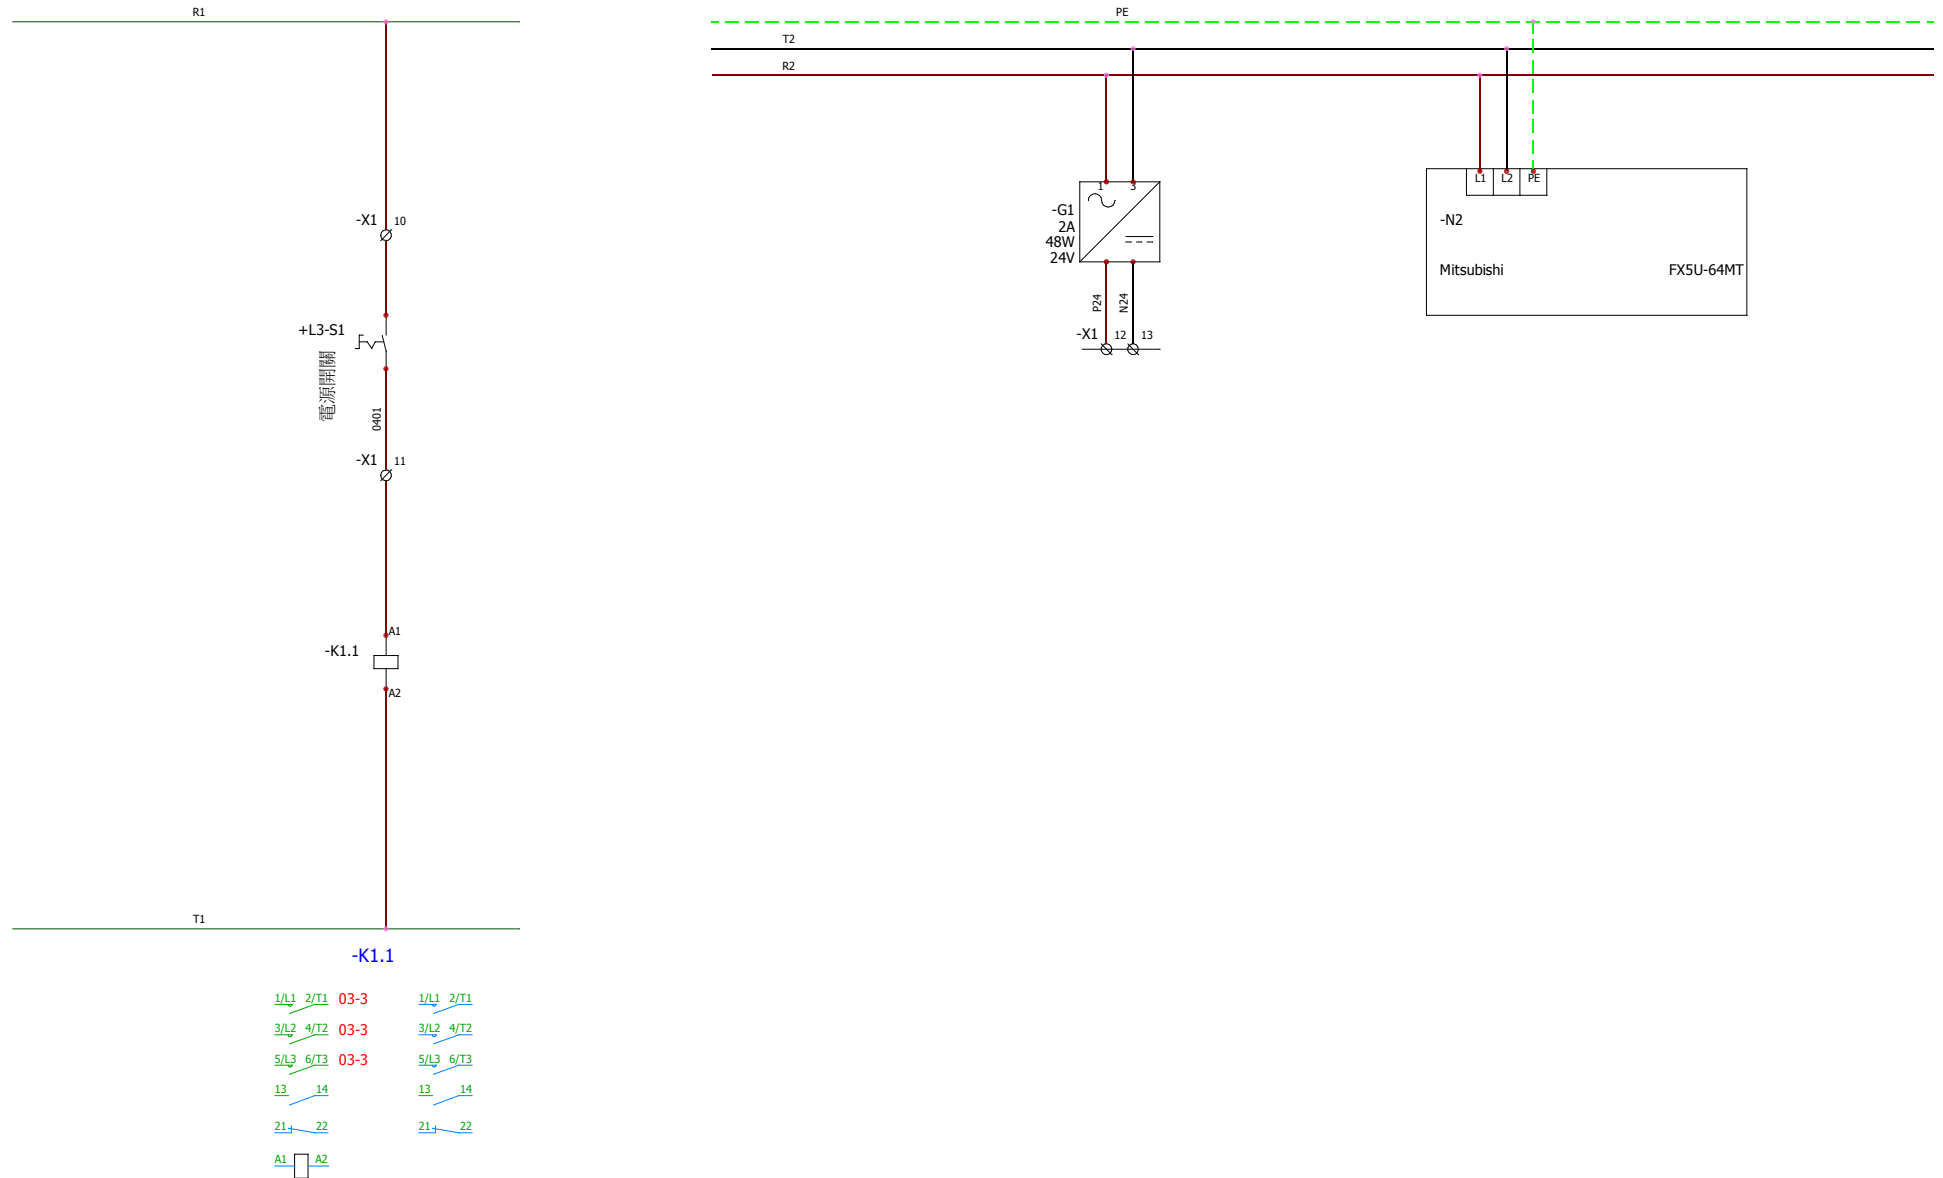 R1
PE
T2
R2
-X1 10
+L3-S1
電源開關
0401
-X1 11
A1
-K1.1
A2
T1
1 3
-G1
2A
48W
24V
P24 N24
-X1 12 13
L1 L2 PE
-N2
Mitsubishi FX5U-64MT
-K1.1
1/L1 2/T1 03-3 1/L1 2/T1
3/L2 4/T2 03-3 3/L2 4/T2
5/L3 6/T3 03-3 5/L3 6/T3
13 14 13 14
21 22 21 22
A1 A2